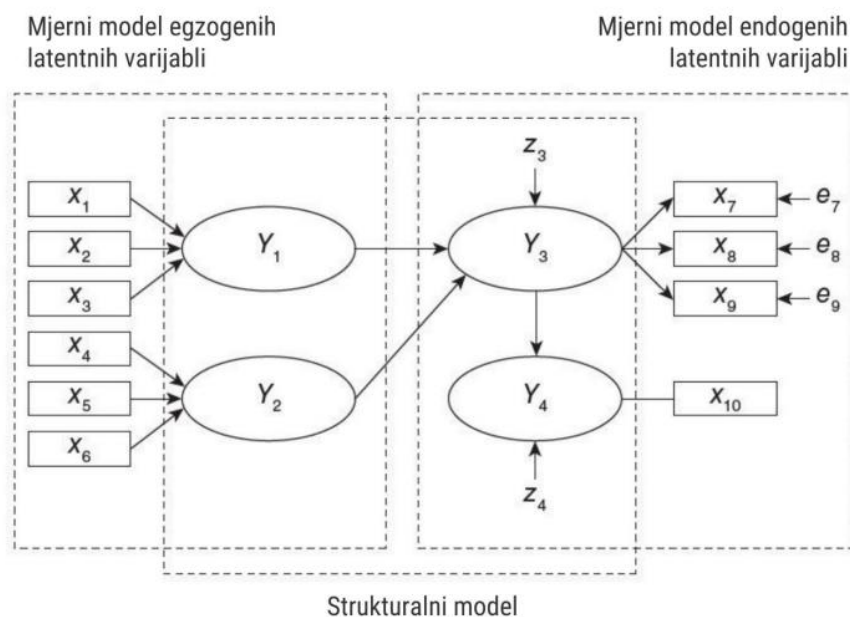 Mjerni model egzogenih
latentnih varijabli
Mjerni model endogenih
latentnih varijabli
z₃
x₁
x₂
x₃
x₄
x₅
x₆
Y₁
Y₂
Y₃
Y₄
x₇
x₈
x₉
x₁₀
e₇
e₈
e₉
z₄
Strukturalni model